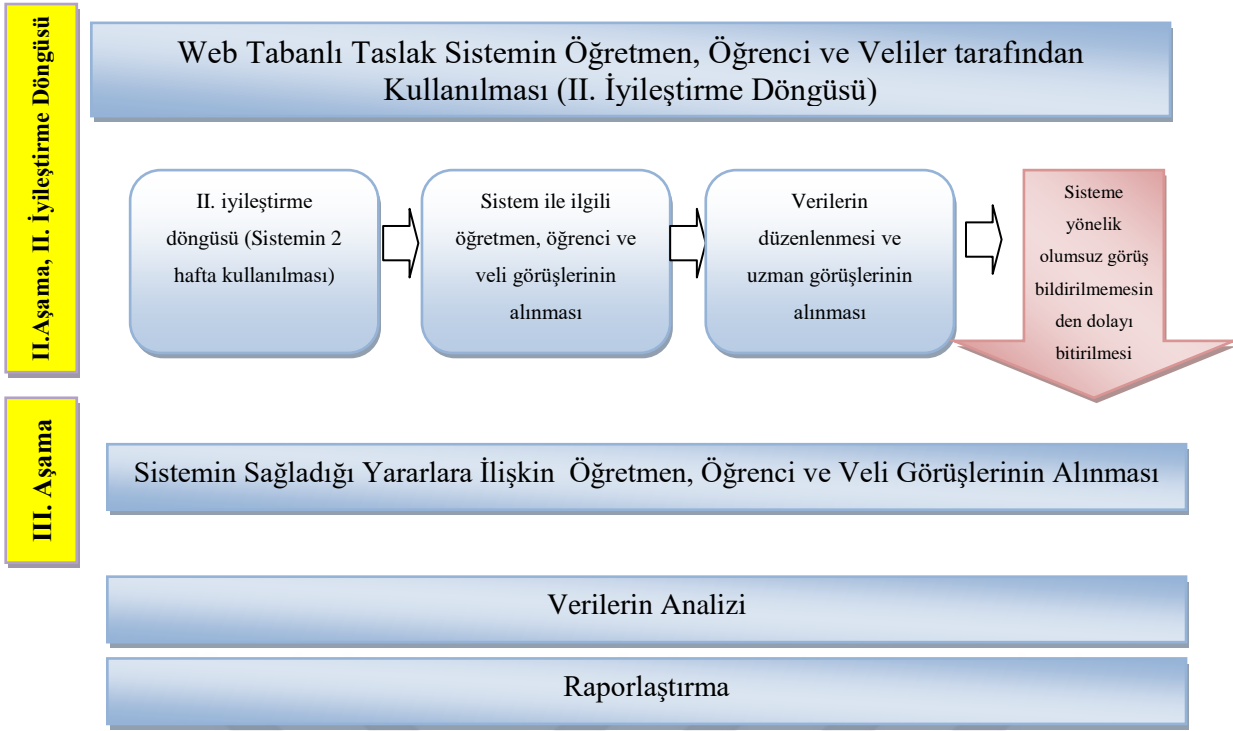 II.Aşama, II. İyileştirme Döngüsü
Web Tabanlı Taslak Sistemin Öğretmen, Öğrenci ve Veliler tarafından
Kullanılması (II. İyileştirme Döngüsü)
II. iyileştirme
döngüsü (Sistemin 2
hafta kullanılması)
Sistem ile ilgili
öğretmen, öğrenci ve
veli görüşlerinin
alınması
Verilerin
düzenlenmesi ve
uzman görüşlerinin
alınması
Sisteme
yönelik
olumsuz görüş
bildirilmemesin
den dolayı
bitirilmesi
III. Aşama
Sistemin Sağladığı Yararlara İlişkin Öğretmen, Öğrenci ve Veli Görüşlerinin Alınması
Verilerin Analizi
Raporlaştırma